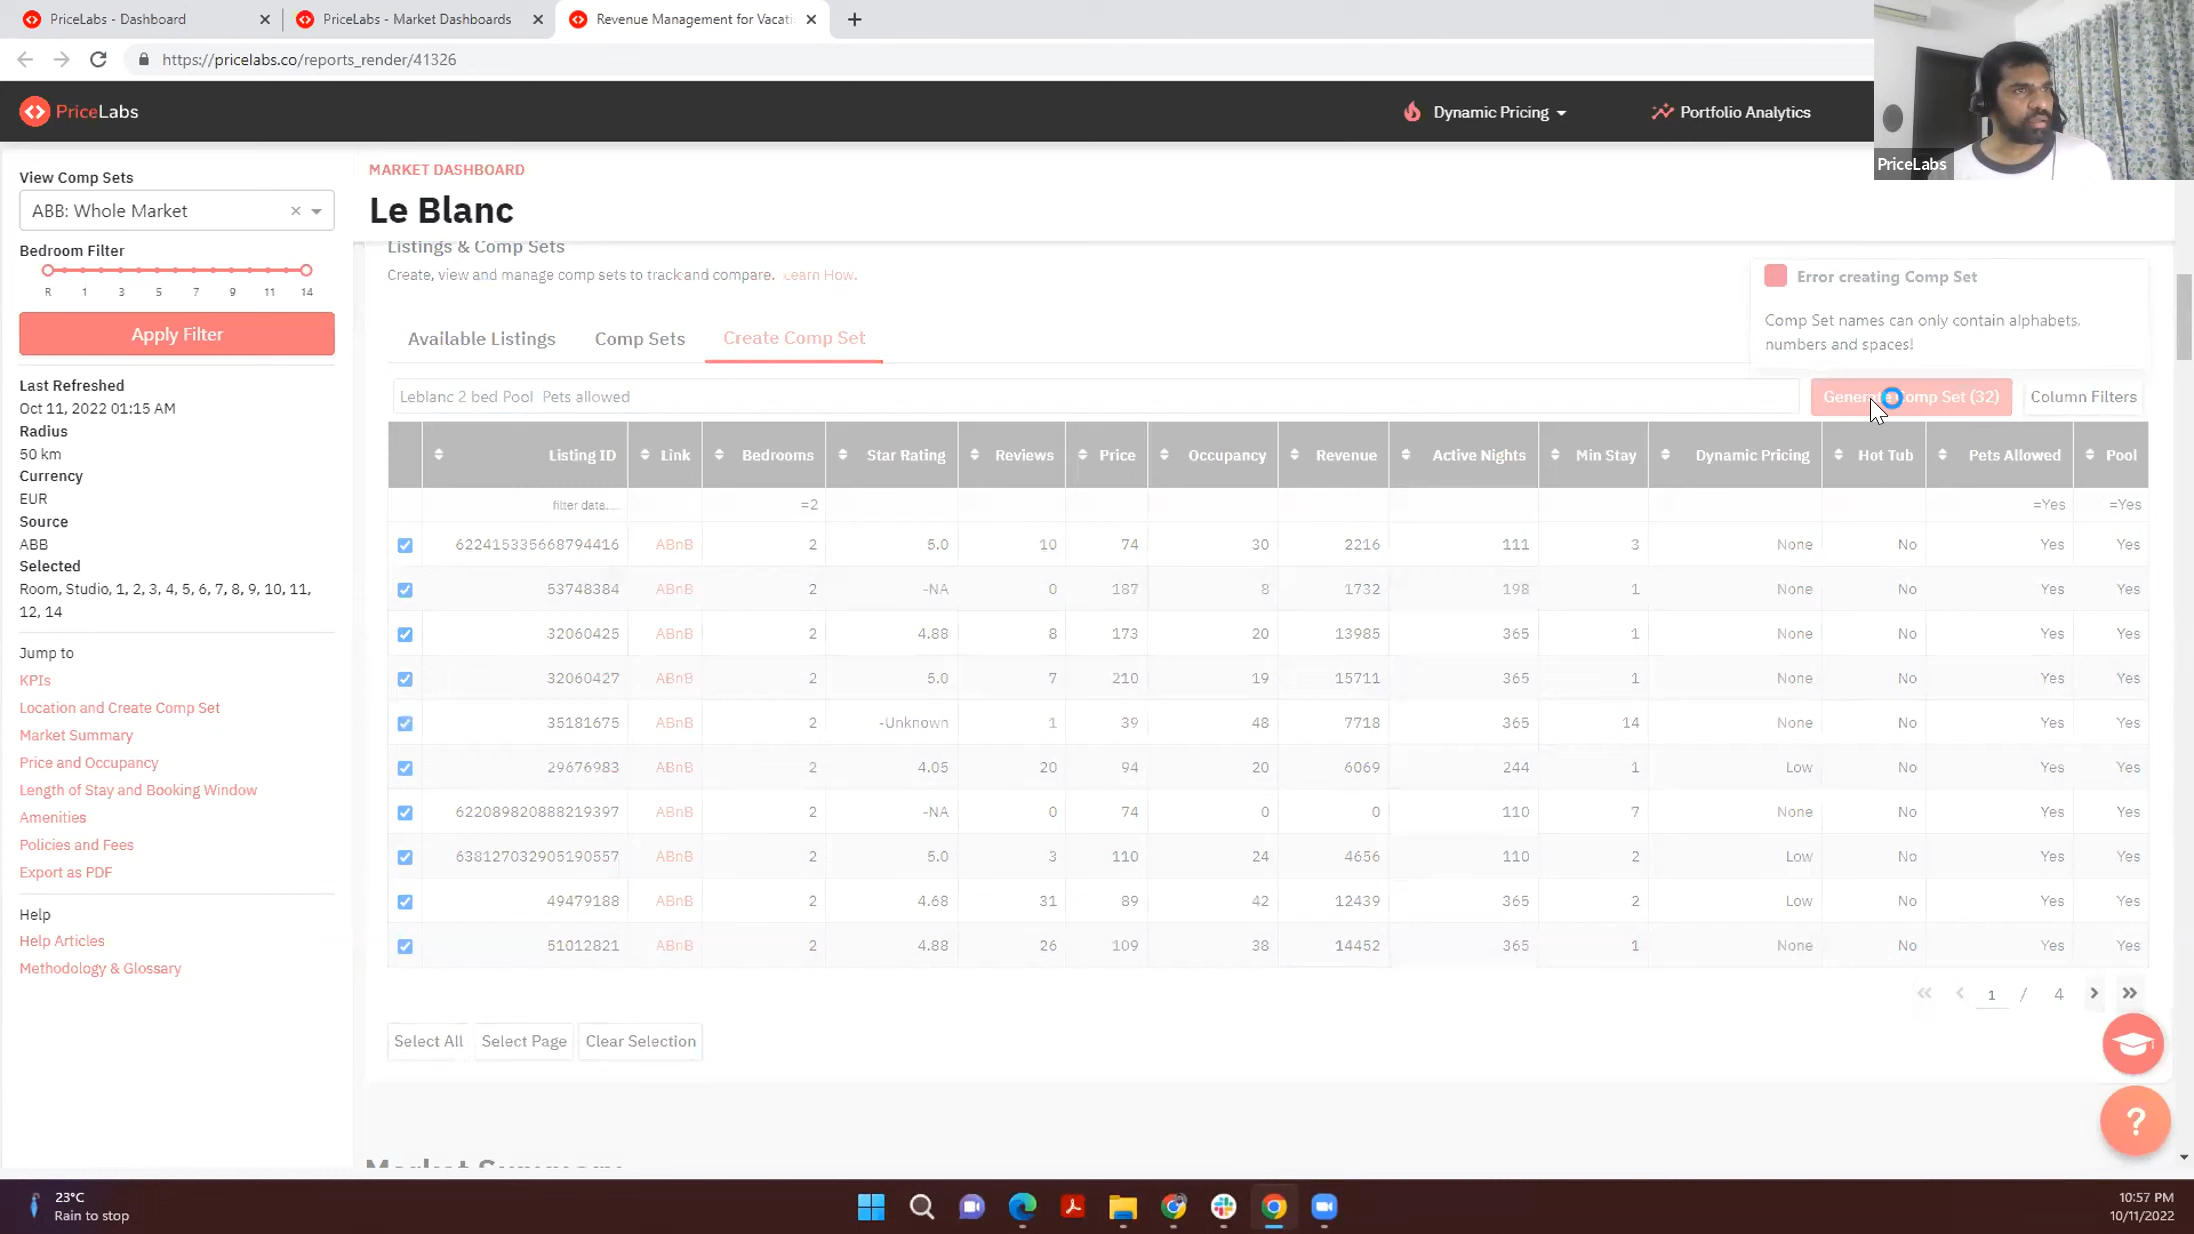 PriceLabs - Dashboard
PriceLabs - Market Dashboards
Revenue Management for Vacati
https://pricelabs.co/reports_render/41326
PriceLabs
Dynamic Pricing
Portfolio Analytics
PriceLabs
View Comp Sets
ABB: Whole Market
Bedroom Filter
R 1 3 5 7 9 11 14
Apply Filter
Last Refreshed
Oct 11, 2022 01:15 AM
Radius
50 km
Currency
EUR
Source
ABB
Selected
Room, Studio, 1, 2, 3, 4, 5, 6, 7, 8, 9, 10, 11,
12, 14
Jump to
KPIs
Location and Create Comp Set
Market Summary
Price and Occupancy
Length of Stay and Booking Window
Amenities
Policies and Fees
Export as PDF
Help
Help Articles
Methodology & Glossary
MARKET DASHBOARD
Le Blanc
Listings & Comp Sets
Create, view and manage comp sets to track and compare. Learn How.
Error creating Comp Set
Comp Set names can only contain alphabets,
numbers and spaces!
Available Listings Comp Sets Create Comp Set
Leblanc 2 bed Pool  Pets allowed
Generate Comp Set (32) Column Filters
Listing ID Link Bedrooms Star Rating Reviews Price Occupancy Revenue Active Nights Min Stay Dynamic Pricing Hot Tub Pets Allowed Pool
filter data... =2 =Yes =Yes
622415335668794416 ABnB 2 5.0 10 74 30 2216 111 3 None No Yes Yes
53748384 ABnB 2 -NA 0 187 8 1732 198 1 None No Yes Yes
32060425 ABnB 2 4.88 8 173 20 13985 365 1 None No Yes Yes
32060427 ABnB 2 5.0 7 210 19 15711 365 1 None No Yes Yes
35181675 ABnB 2 -Unknown 1 39 48 7718 365 14 None No Yes Yes
29676983 ABnB 2 4.05 20 94 20 6069 244 1 Low No Yes Yes
622089820888219397 ABnB 2 -NA 0 74 0 0 110 7 None No Yes Yes
638127032905190557 ABnB 2 5.0 3 110 24 4656 110 2 Low No Yes Yes
49479188 ABnB 2 4.68 31 89 42 12439 365 2 Low No Yes Yes
51012821 ABnB 2 4.88 26 109 38 14452 365 1 None No Yes Yes
1 / 4
Select All Select Page Clear Selection
Market Summary
23°C
Rain to stop
10:57 PM
10/11/2022